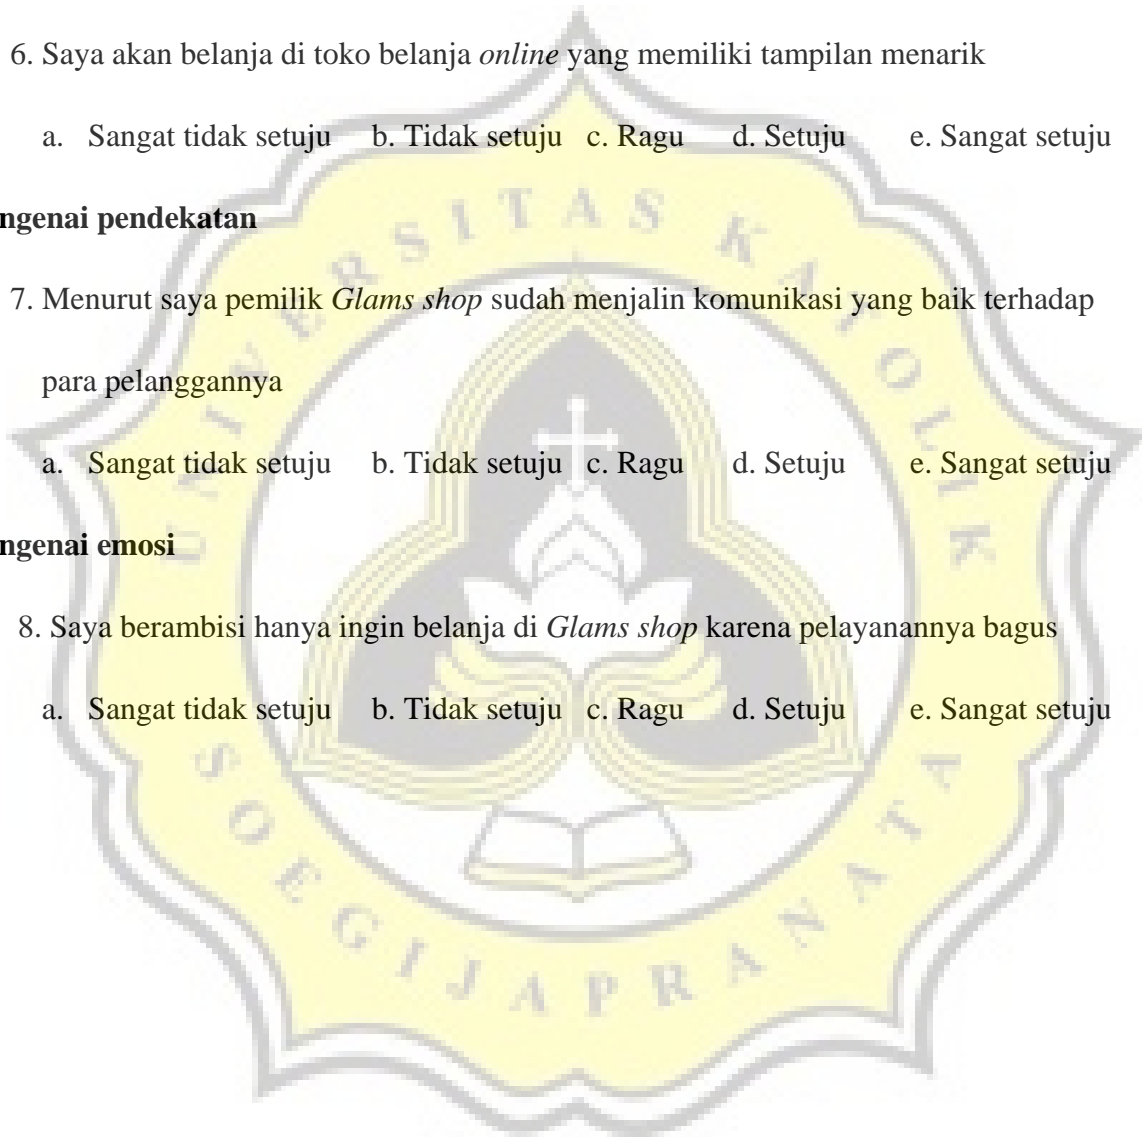 6. Saya akan belanja di toko belanja online yang memiliki tampilan menarik
a. Sangat tidak setuju b. Tidak setuju c. Ragu d. Setuju e. Sangat setuju
ngenai pendekatan
7. Menurut saya pemilik Glams shop sudah menjalin komunikasi yang baik terhadap
para pelanggannya
a. Sangat tidak setuju b. Tidak setuju c. Ragu d. Setuju e. Sangat setuju
ngenai emosi
8. Saya berambisi hanya ingin belanja di Glams shop karena pelayanannya bagus
a. Sangat tidak setuju b. Tidak setuju c. Ragu d. Setuju e. Sangat setuju
UNIVERSITAS KATOLIK
SOEGIJAPRANATA